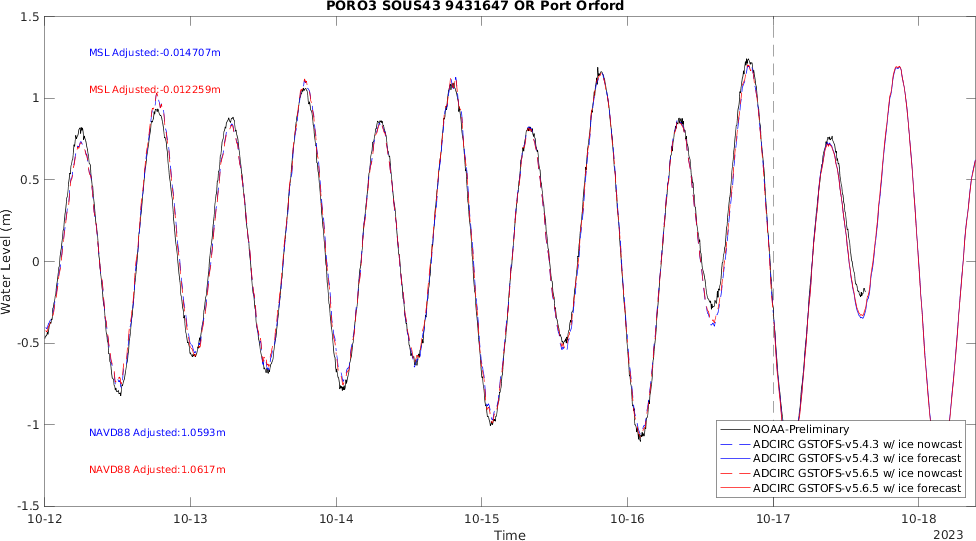 PORO3 SOUS43 9431647 OR Port Orford
1.5
1
0.5
0
-0.5
-1
-1.5
Water Level (m)
MSL Adjusted:-0.014707m
MSL Adjusted:-0.012259m
NAVD88 Adjusted:1.0593m
NAVD88 Adjusted:1.0617m
NOAA-Preliminary
ADCIRC GSTOFS-v5.4.3 w/ ice nowcast
ADCIRC GSTOFS-v5.4.3 w/ ice forecast
ADCIRC GSTOFS-v5.6.5 w/ ice nowcast
ADCIRC GSTOFS-v5.6.5 w/ ice forecast
10-12 10-13 10-14 10-15 10-16 10-17 10-18
Time
2023